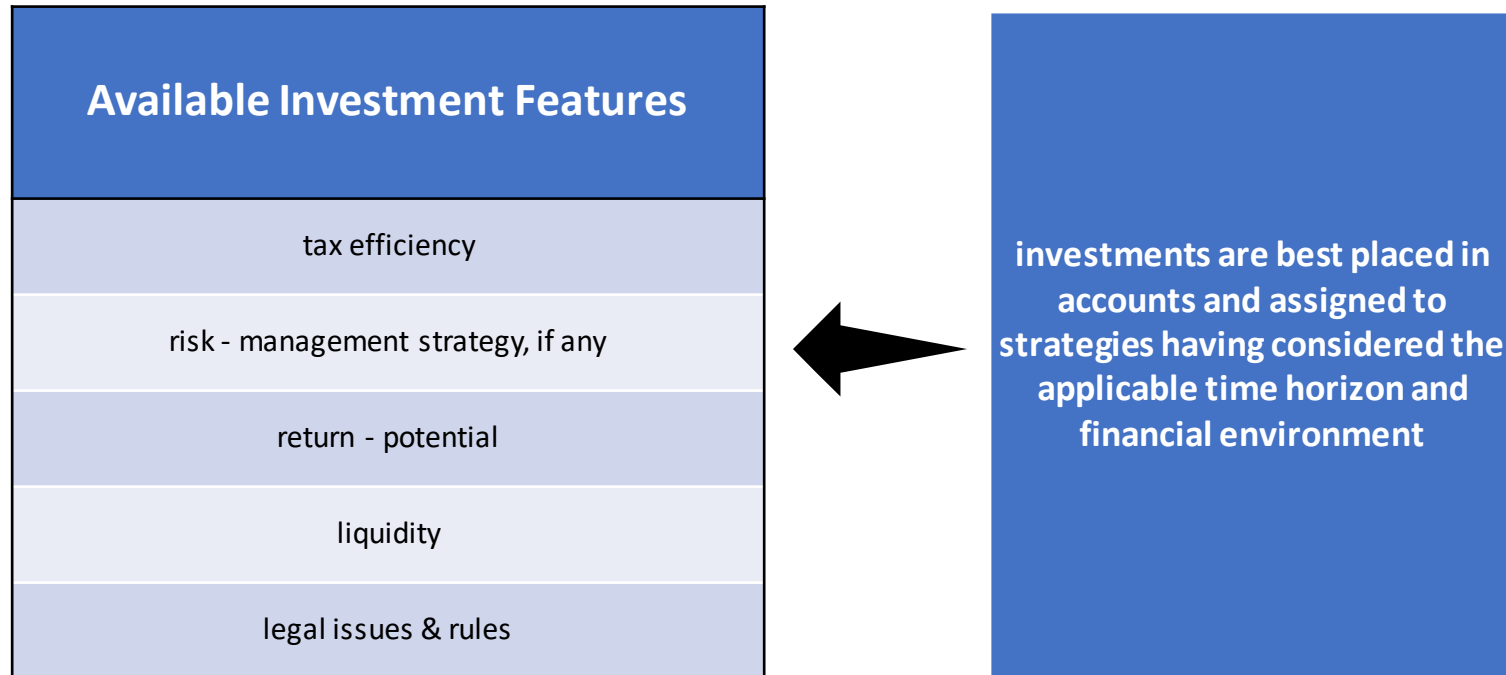 Available Investment Features
tax efficiency
risk - management strategy, if any
return - potential
liquidity
legal issues & rules
investments are best placed in
accounts and assigned to
strategies having considered the
applicable time horizon and
financial environment